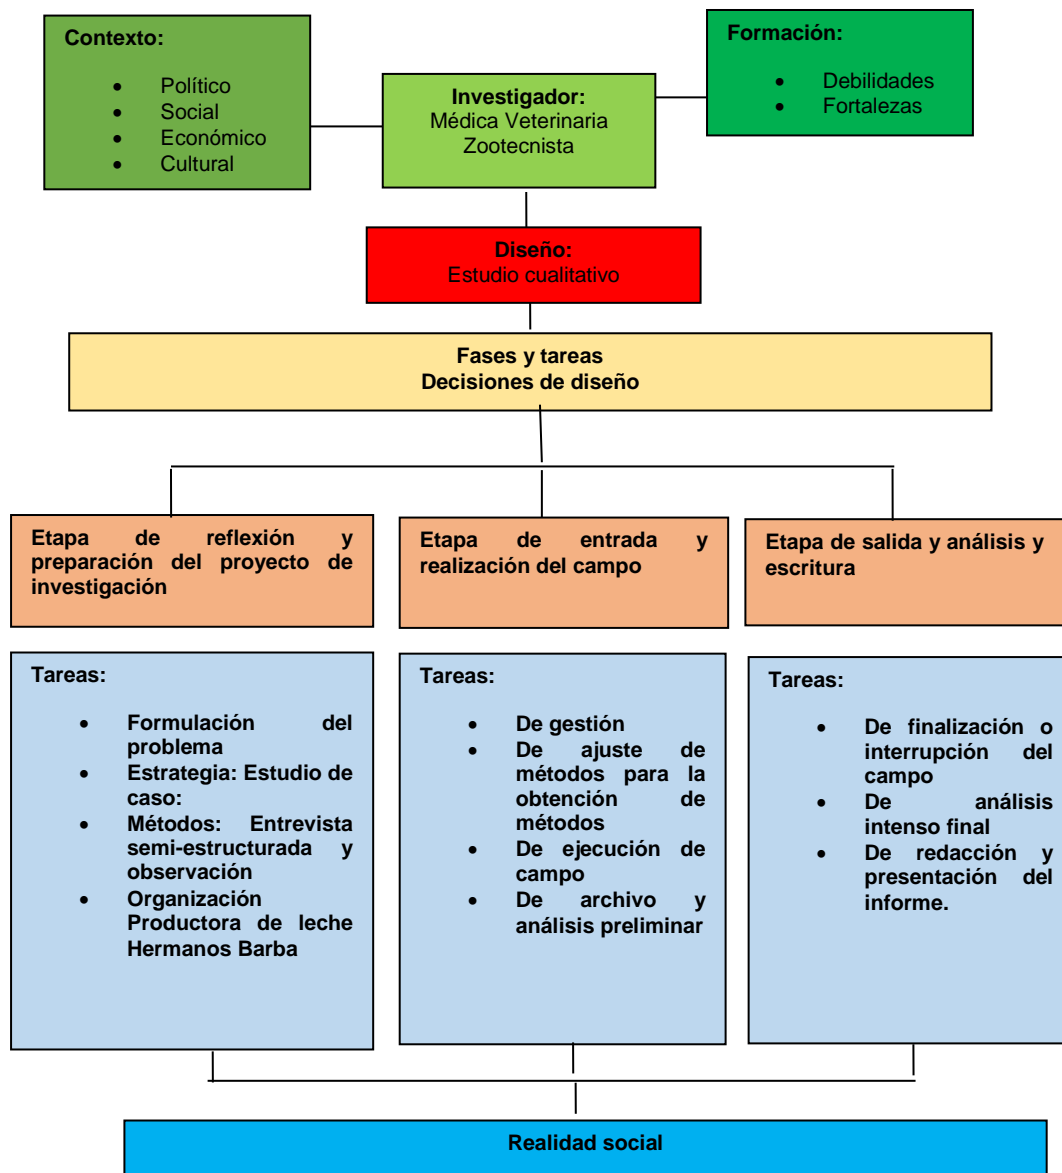 Contexto:
• Político
• Social
• Económico
• Cultural
Investigador:
Médica Veterinaria
Zootecnista
Formación:
• Debilidades
• Fortalezas
Diseño:
Estudio cualitativo
Fases y tareas
Decisiones de diseño
Etapa de reflexión y
preparación del proyecto de
investigación
Etapa de entrada y
realización del campo
Etapa de salida y análisis y
escritura
Tareas:
• Formulación del
problema
• Estrategia: Estudio de
caso:
• Métodos: Entrevista
semi-estructurada y
observación
• Organización
Productora de leche
Hermanos Barba
Tareas:
• De gestión
• De ajuste de
métodos para la
obtención de
métodos
• De ejecución de
campo
• De archivo y
análisis preliminar
Tareas:
• De finalización o
interrupción del
campo
• De análisis
intenso final
• De redacción y
presentación del
informe.
Realidad social